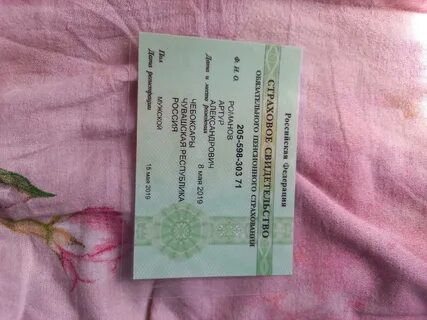 Российская Федерация
СТРАХОВОЕ СВИДЕТЕЛЬСТВО
ОБЯЗАТЕЛЬНОГО ПЕНСИОННОГО СТРАХОВАНИЯ
205-598-303 71
Ф. И. О. РОМАНОВ
АРТУР
АЛЕКСАНДРОВИЧ
Дата и место рождения 8 мая 2019
ЧЕБОКСАРЫ
ЧУВАШСКАЯ РЕСПУБЛИКА
РОССИЯ
Пол МУЖСКОЙ
Дата регистрации 15 мая 2019